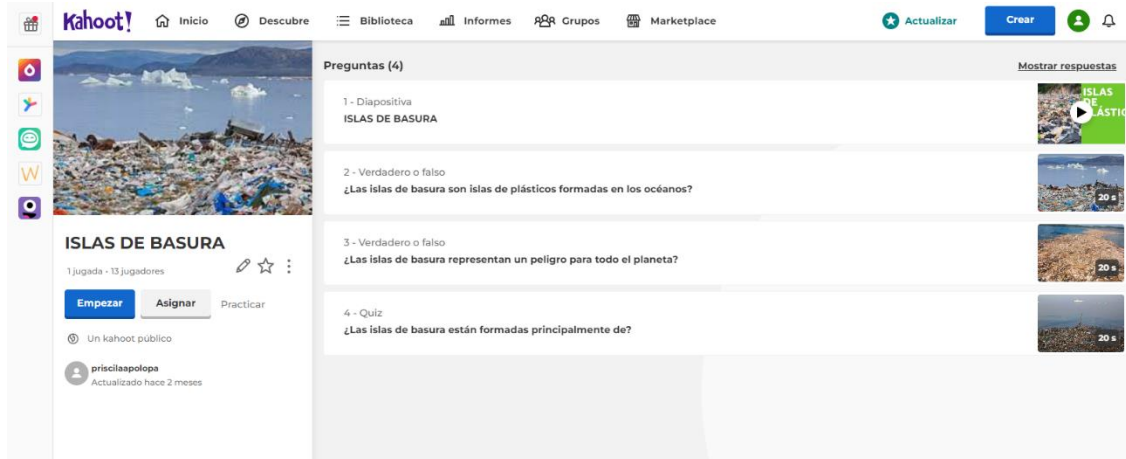 Kahoot!
Inicio
Descubre
Biblioteca
Informes
Grupos
Marketplace
Actualizar
Crear
ISLAS DE BASURA
1 jugada - 13 jugadores
Empezar
Asignar
Practicar
Un kahoot público
priscilaapolopa
Actualizado hace 2 meses
Preguntas (4)
Mostrar respuestas
1 - Diapositiva
ISLAS DE BASURA
ISLAS
DE
PLÁSTIC
2 - Verdadero o falso
¿Las islas de basura son islas de plásticos formadas en los océanos?
20 s
3 - Verdadero o falso
¿Las islas de basura representan un peligro para todo el planeta?
20 s
4 - Quiz
¿Las islas de basura están formadas principalmente de?
20 s